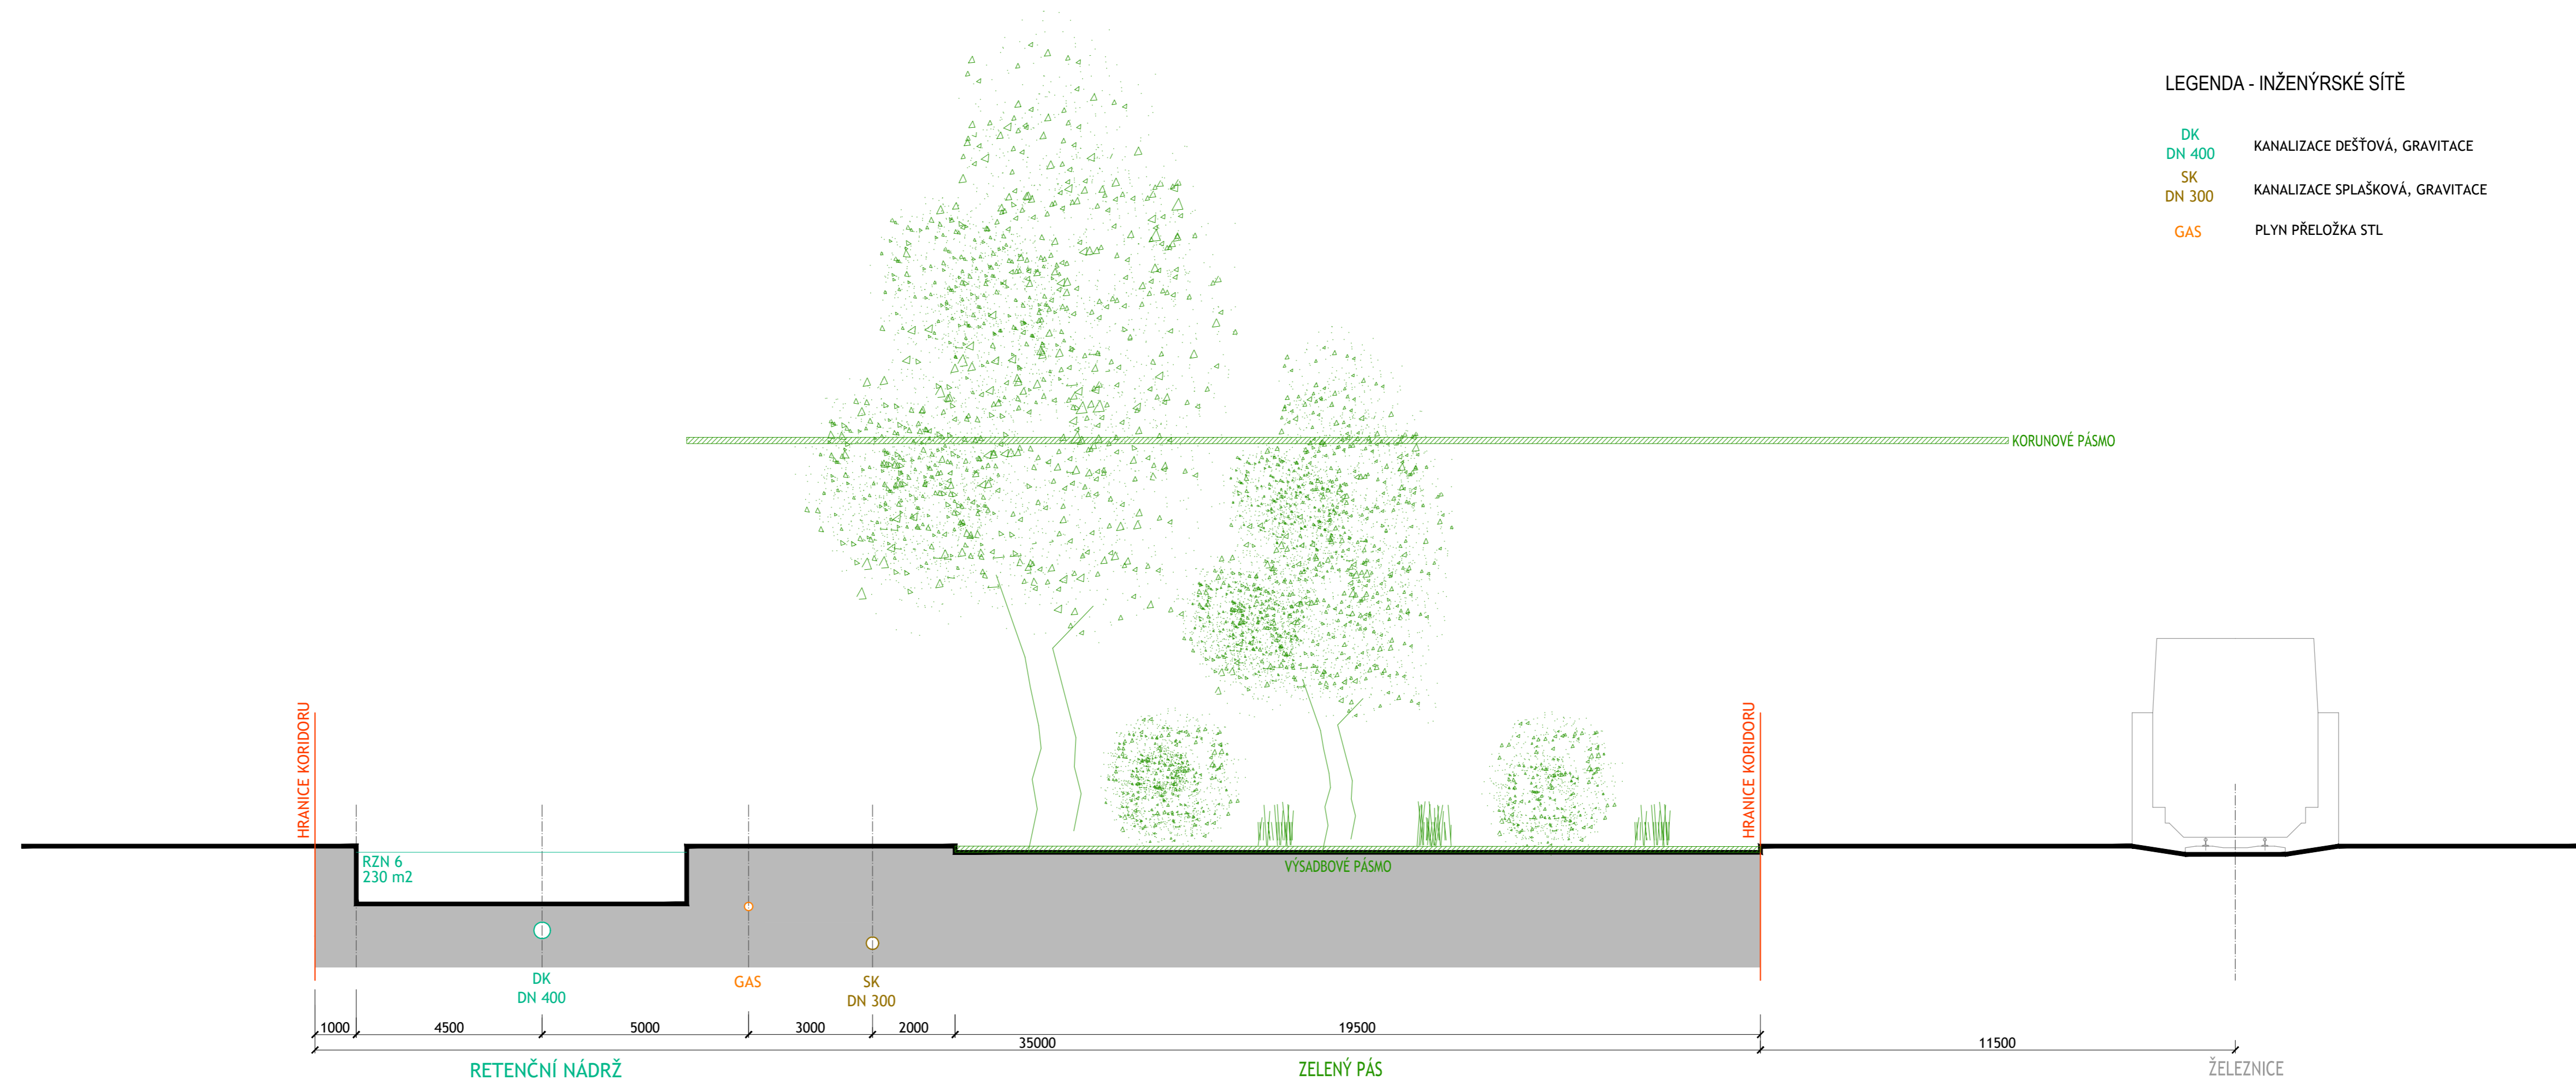 LEGENDA - INŽENÝRSKÉ SÍTĚ
DK
DN 400
KANALIZACE DEŠŤOVÁ, GRAVITACE
SK
DN 300
KANALIZACE SPLAŠKOVÁ, GRAVITACE
GAS
PLYN PŘELOŽKA STL
KORUNOVÉ PÁSMO
HRANICE KORIDORU
HRANICE KORIDORU
RZN 6
230 m2
VÝSADBOVÉ PÁSMO
DK
DN 400
GAS
SK
DN 300
1000
4500
5000
3000
2000
19500
35000
11500
RETENČNÍ NÁDRŽ
ZELENÝ PÁS
ŽELEZNICE